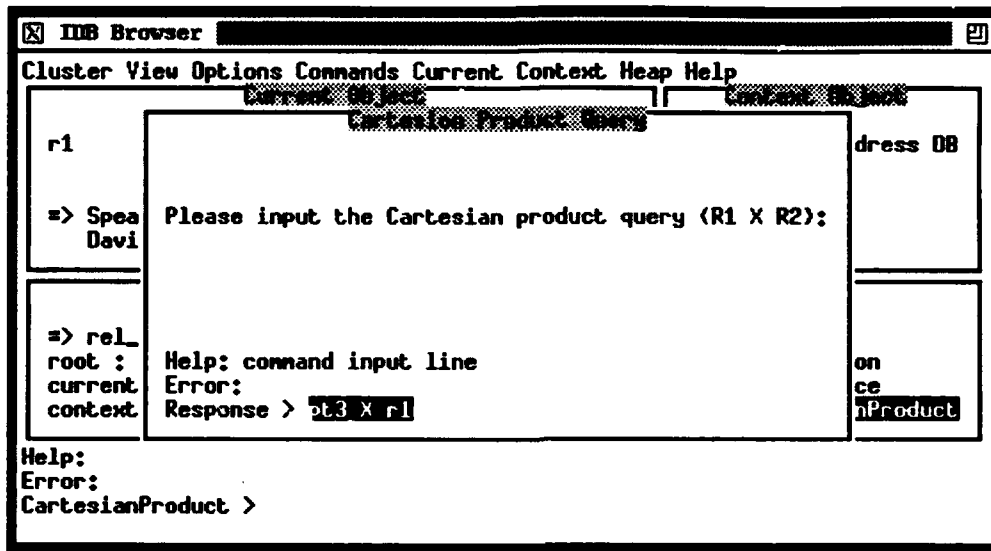 IDB Browser
Cluster View Options Commands Current Context Heap Help
Current Object Context Object
Cartesian Product Query
r1 dress DB
=> Spea Please input the Cartesian product query (R1 X R2):
Davi
=> rel_
root : Help: command input line on
current Error: ce
context Response > pt3 X r1 nProduct
Help:
Error:
CartesianProduct >